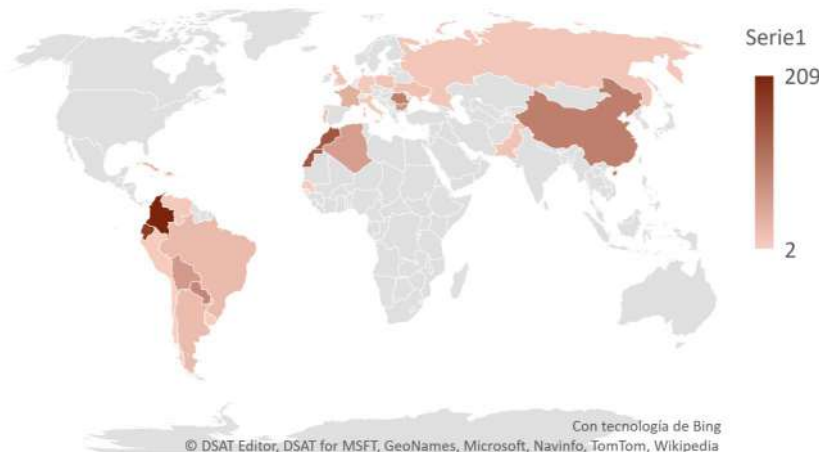 Serie1
209
2
Con tecnología de Bing
© DSAT Editor, DSAT for MSFT, GeoNames, Microsoft, Navinfo, TomTom, Wikipedia